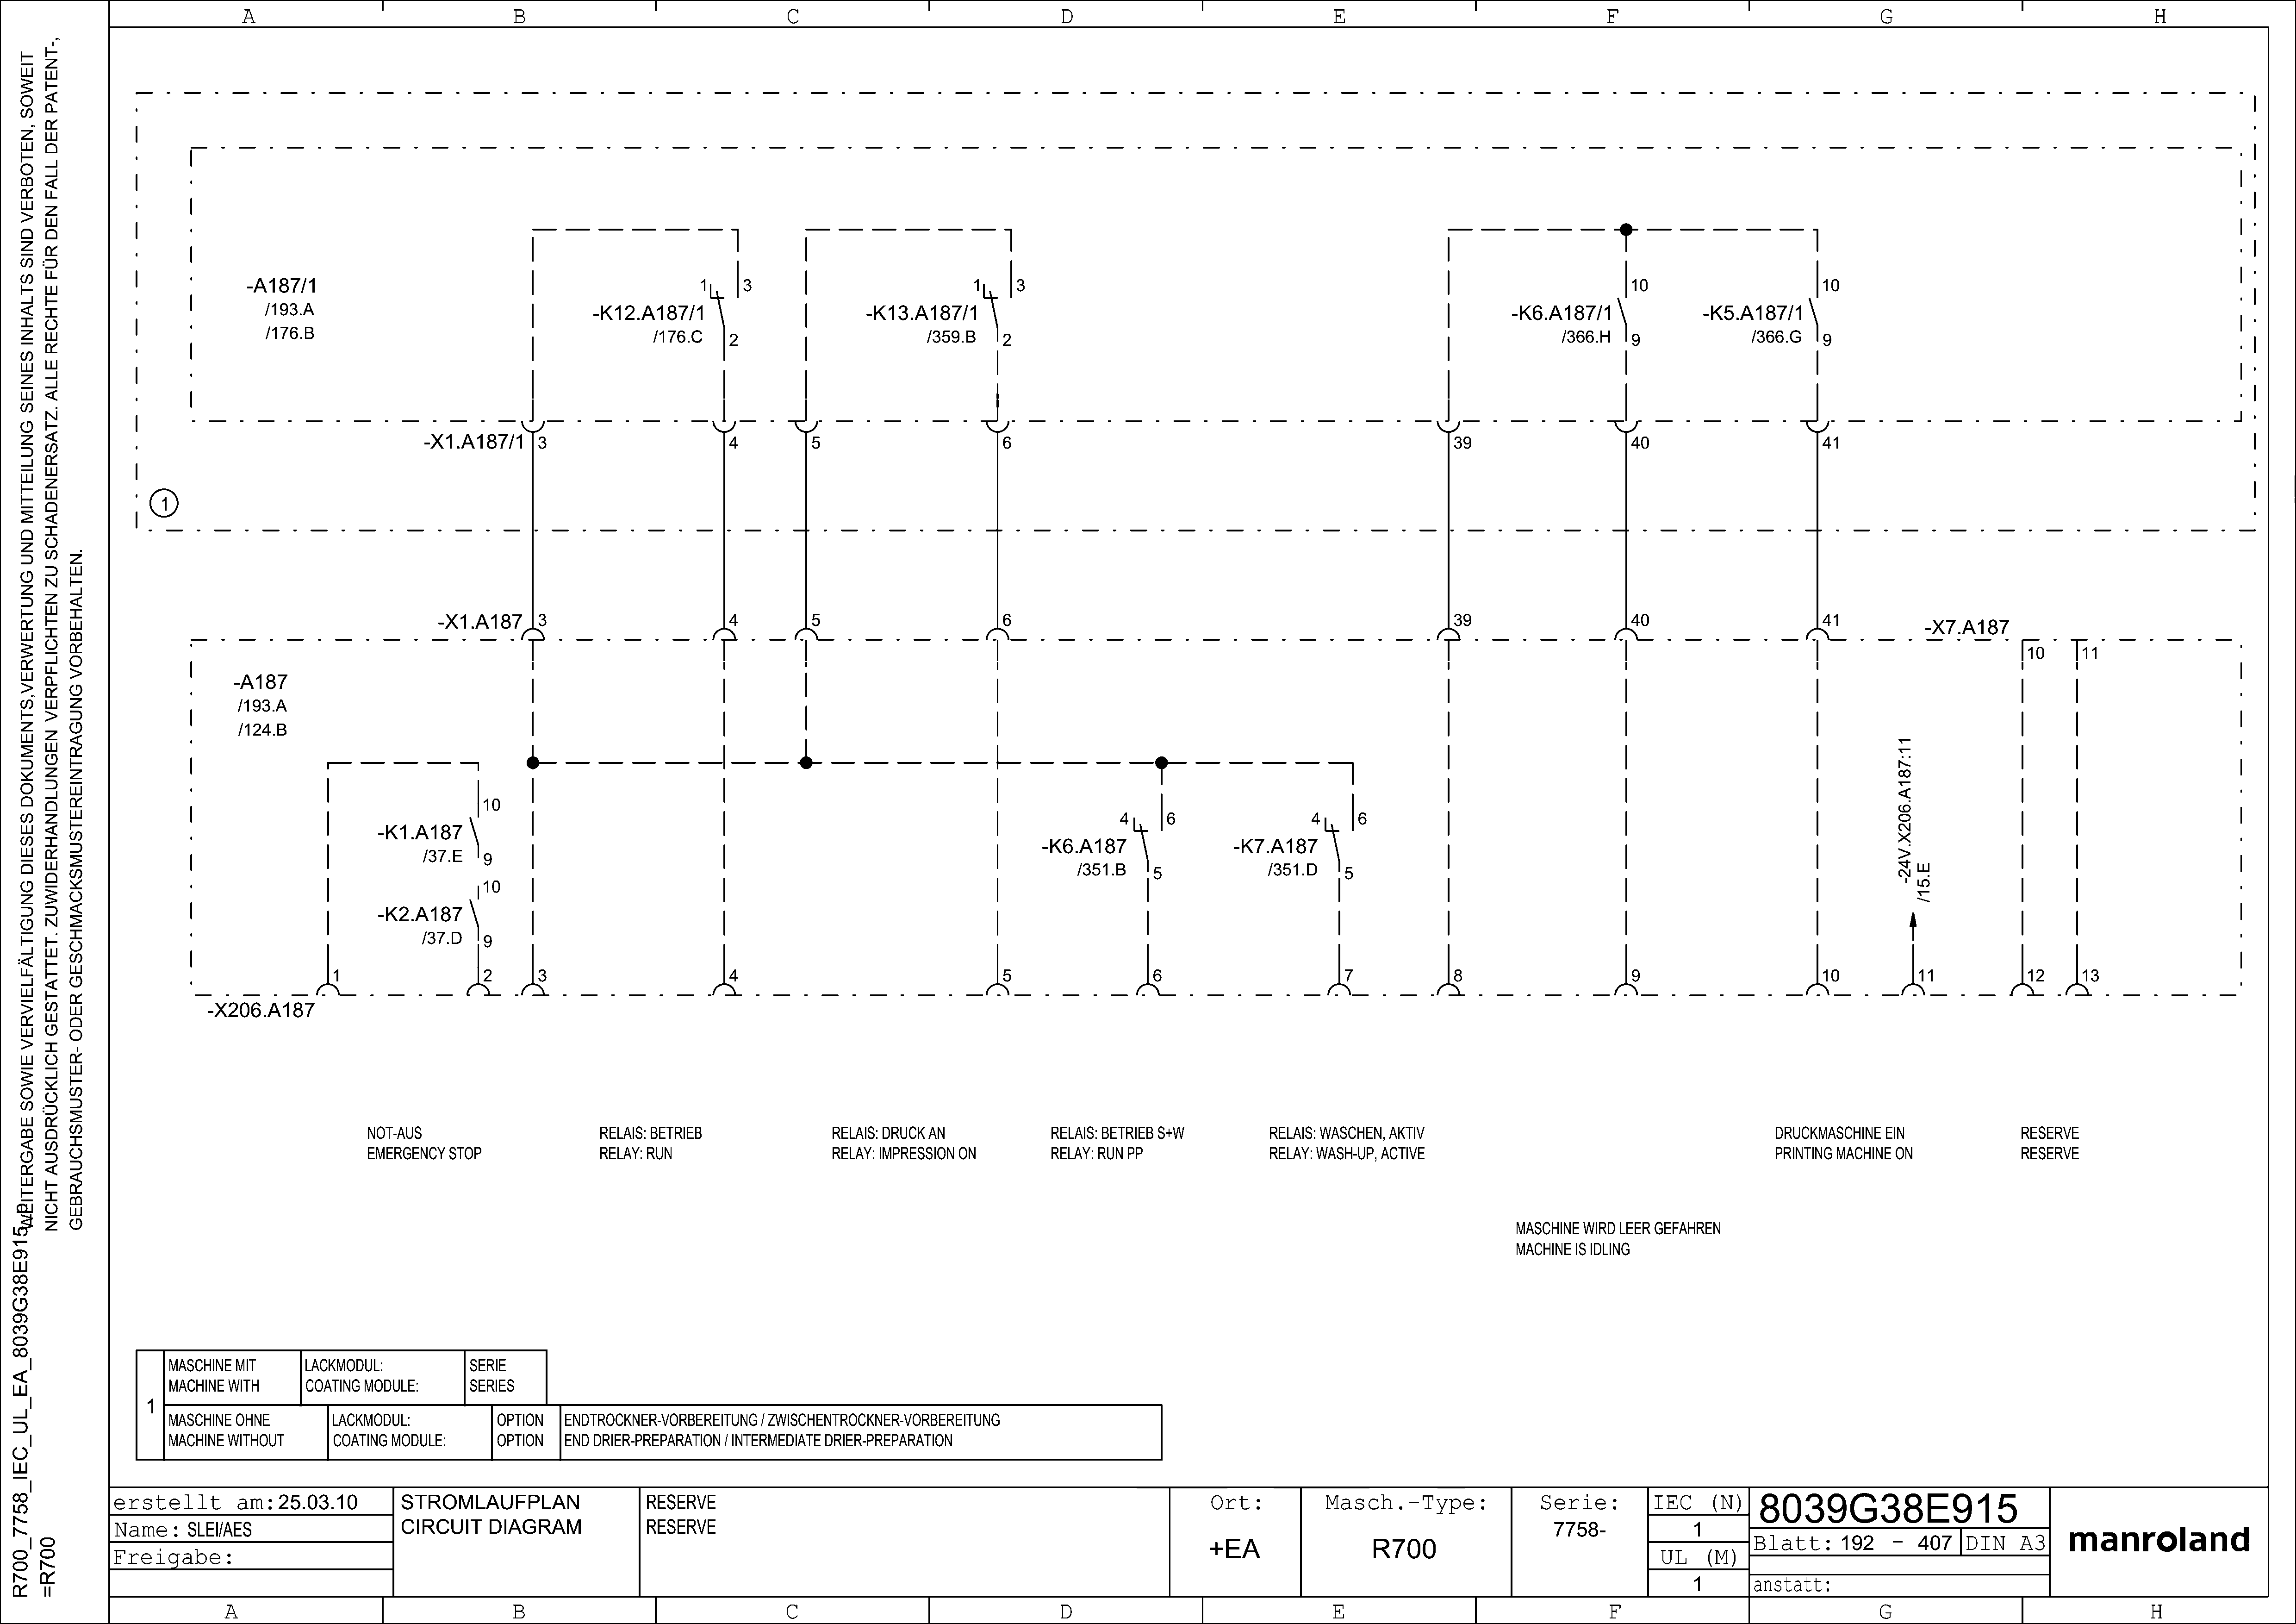 A B C D E F G H
WEITERGABE SOWIE VERVIELFÄLTIGUNG DIESES DOKUMENTS,VERWERTUNG UND MITTEILUNG SEINES INHALTS SIND VERBOTEN, SOWEIT
NICHT AUSDRÜCKLICH GESTATTET. ZUWIDERHANDLUNGEN VERPFLICHTEN ZU SCHADENERSATZ. ALLE RECHTE FÜR DEN FALL DER PATENT-,
GEBRAUCHSMUSTER- ODER GESCHMACKSMUSTEREINTRAGUNG VORBEHALTEN.
R700_7758_IEC_UL_EA_8039G38E915_D
=R700
-A187/1
/193.A
/176.B
1 3
-K12.A187/1
/176.C 2
1 3
-K13.A187/1
/359.B 2
10
-K6.A187/1
/366.H 9
10
-K5.A187/1
/366.G 9
-X1.A187/1 3 4 5 6 39 40 41
1
-X1.A187 3 4 5 6 39 40 41 -X7.A187
10 11
-A187
/193.A
/124.B
10
-K1.A187
/37.E 9
10
-K2.A187
/37.D 9
4 6
-K6.A187
/351.B 5
4 6
-K7.A187
/351.D 5
-24V.X206.A187:11
/15.E
1 2 3 4 5 6 7 8 9 10 11 12 13
-X206.A187
NOT-AUS
EMERGENCY STOP
RELAIS: BETRIEB
RELAY: RUN
RELAIS: DRUCK AN
RELAY: IMPRESSION ON
RELAIS: BETRIEB S+W
RELAY: RUN PP
RELAIS: WASCHEN, AKTIV
RELAY: WASH-UP, ACTIVE
DRUCKMASCHINE EIN
PRINTING MACHINE ON
RESERVE
RESERVE
MASCHINE WIRD LEER GEFAHREN
MACHINE IS IDLING
1
MASCHINE MIT LACKMODUL: SERIE
MACHINE WITH COATING MODULE: SERIES
MASCHINE OHNE LACKMODUL: OPTION ENDTROCKNER-VORBEREITUNG / ZWISCHENTROCKNER-VORBEREITUNG
MACHINE WITHOUT COATING MODULE: OPTION END DRIER-PREPARATION / INTERMEDIATE DRIER-PREPARATION
erstellt am: 25.03.10
Name: SLEI/AES
Freigabe:
STROMLAUFPLAN
CIRCUIT DIAGRAM
RESERVE
RESERVE
Ort:
+EA
Masch.-Type:
R700
Serie:
7758-
IEC (N)
1
UL (M)
1
8039G38E915
Blatt: 192 - 407 DIN A3
anstatt:
manroland
A B C D E F G H